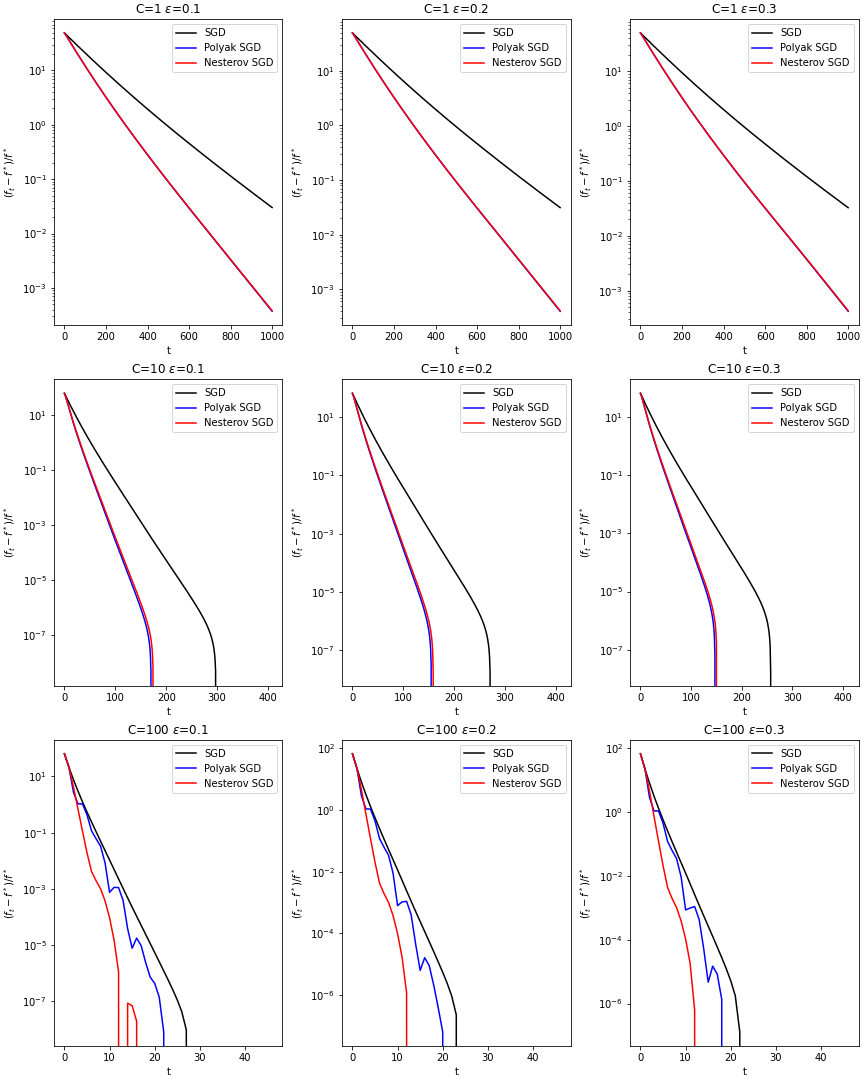 C=1 ε=0.1
SGD
Polyak SGD
Nesterov SGD
10¹
10⁰
10⁻¹
10⁻²
10⁻³
(f_t − f*)/f*
0 200 400 600 800 1000
t
C=1 ε=0.2
SGD
Polyak SGD
Nesterov SGD
10¹
10⁰
10⁻¹
10⁻²
10⁻³
(f_t − f*)/f*
0 200 400 600 800 1000
t
C=1 ε=0.3
SGD
Polyak SGD
Nesterov SGD
10¹
10⁰
10⁻¹
10⁻²
10⁻³
(f_t − f*)/f*
0 200 400 600 800 1000
t
C=10 ε=0.1
SGD
Polyak SGD
Nesterov SGD
10¹
10⁻¹
10⁻³
10⁻⁵
10⁻⁷
(f_t − f*)/f*
0 100 200 300 400
t
C=10 ε=0.2
SGD
Polyak SGD
Nesterov SGD
10¹
10⁻¹
10⁻³
10⁻⁵
10⁻⁷
(f_t − f*)/f*
0 100 200 300 400
t
C=10 ε=0.3
SGD
Polyak SGD
Nesterov SGD
10¹
10⁻¹
10⁻³
10⁻⁵
10⁻⁷
(f_t − f*)/f*
0 100 200 300 400
t
C=100 ε=0.1
SGD
Polyak SGD
Nesterov SGD
10¹
10⁻¹
10⁻³
10⁻⁵
10⁻⁷
(f_t − f*)/f*
0 20 40
t
C=100 ε=0.2
SGD
Polyak SGD
Nesterov SGD
10²
10⁰
10⁻²
10⁻⁴
10⁻⁶
(f_t − f*)/f*
0 10 20 30 40
t
C=100 ε=0.3
SGD
Polyak SGD
Nesterov SGD
10²
10⁰
10⁻²
10⁻⁴
10⁻⁶
(f_t − f*)/f*
0 10 20 30 40
t